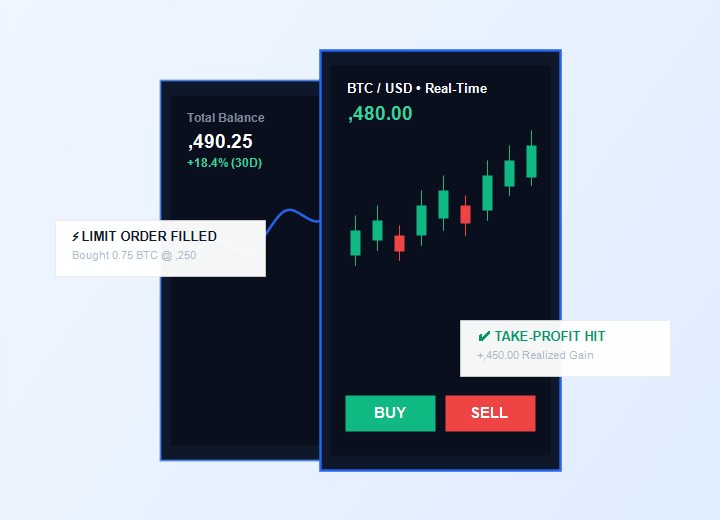 Total Balance
,490.25
+18.4% (30D)
⚡LIMIT ORDER FILLED
Bought 0.75 BTC @ ,250
BTC / USD • Real-Time
,480.00
✔ TAKE-PROFIT HIT
+,450.00 Realized Gain
BUY
SELL